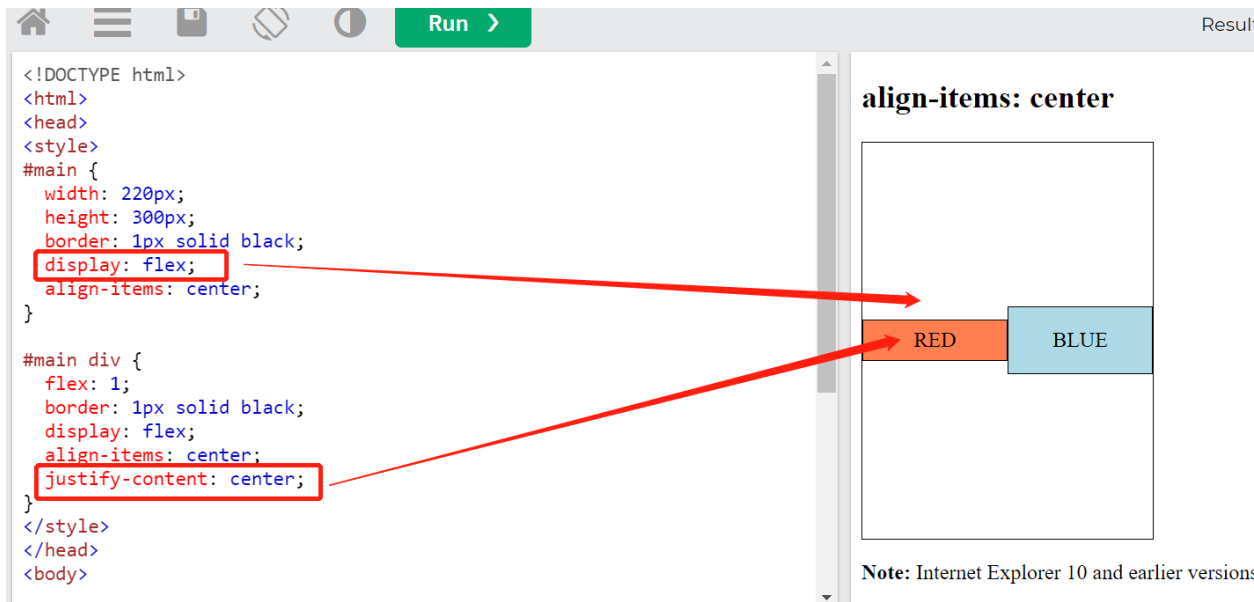 Run ❯
Result
<!DOCTYPE html>
<html>
<head>
<style>
#main {
  width: 220px;
  height: 300px;
  border: 1px solid black;
  display: flex;
  align-items: center;
}

#main div {
  flex: 1;
  border: 1px solid black;
  display: flex;
  align-items: center;
  justify-content: center;
}
</style>
</head>
<body>
align-items: center
RED
BLUE
Note: Internet Explorer 10 and earlier versions